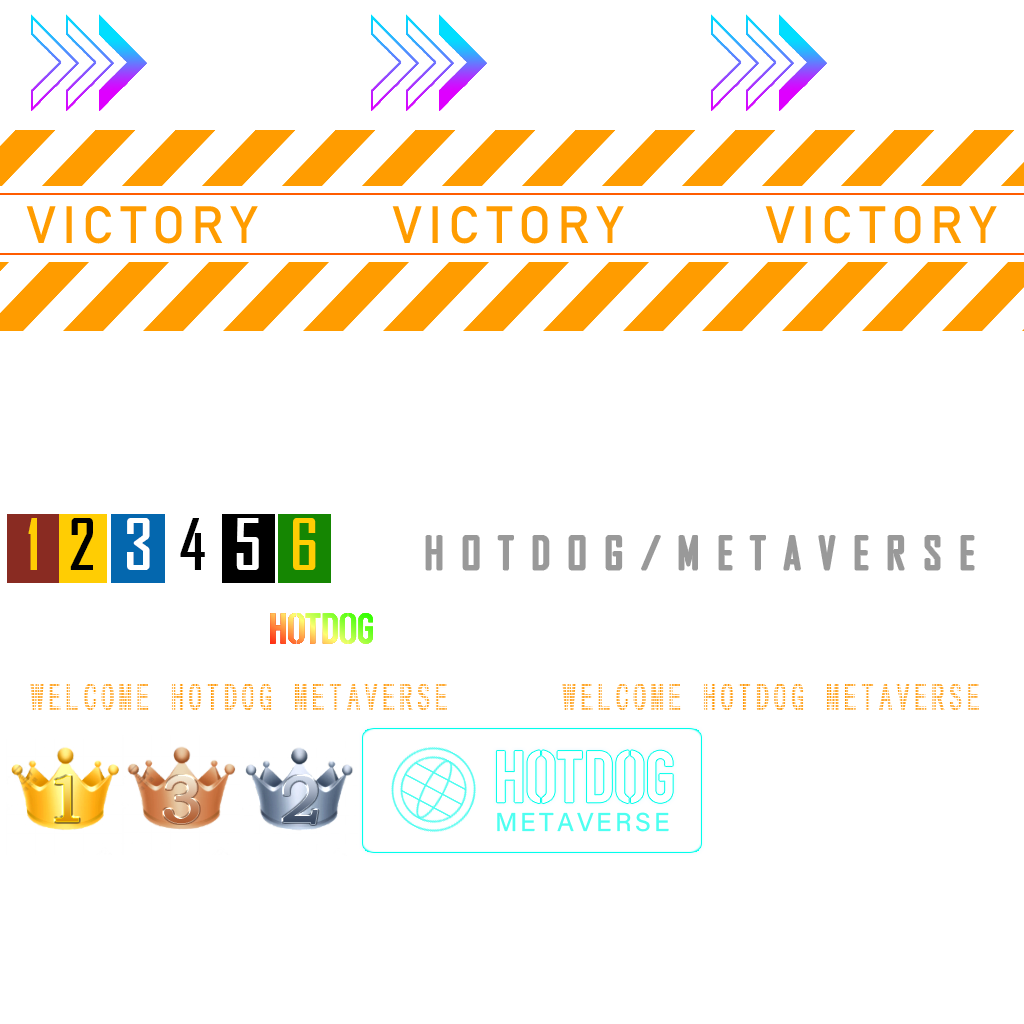 VICTORY VICTORY VICTORY
1 2 3 4 5 6
HOTDOG/METAVERSE
HOTDOG
WELCOME HOTDOG METAVERSE WELCOME HOTDOG METAVERSE
1 3 2
HOTDOG
METAVERSE